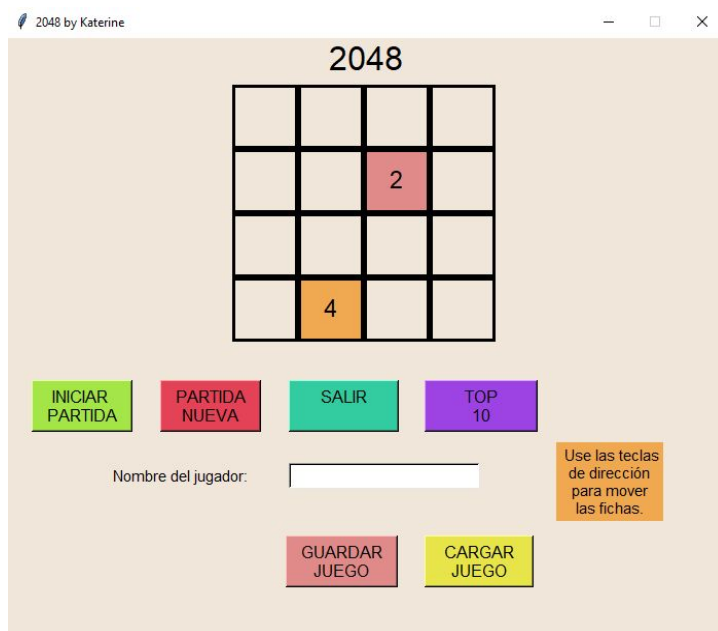 2048 by Katerine
2048
2
4
INICIAR
PARTIDA
PARTIDA
NUEVA
SALIR
TOP
10
Nombre del jugador:
Use las teclas
de dirección
para mover
las fichas.
GUARDAR
JUEGO
CARGAR
JUEGO